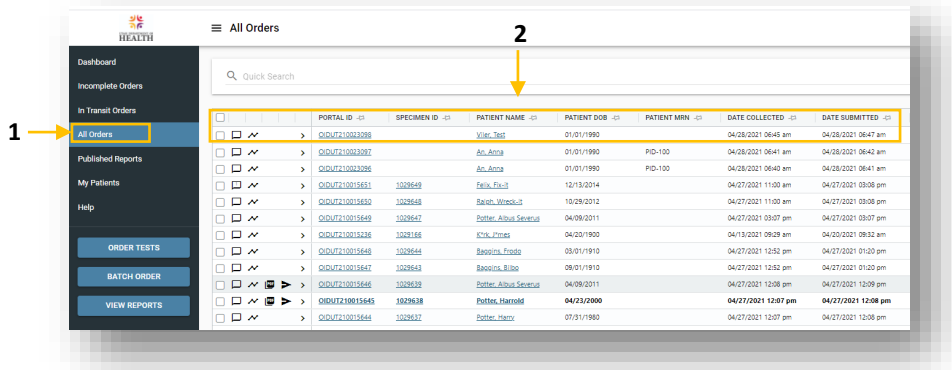 HEALTH
All Orders
2
Dashboard
Incomplete Orders
In Transit Orders
1
All Orders
Published Reports
My Patients
Help
ORDER TESTS
BATCH ORDER
VIEW REPORTS
Quick Search
PORTAL ID SPECIMEN ID PATIENT NAME PATIENT DOB PATIENT MRN DATE COLLECTED DATE SUBMITTED
OIDUT210023098 Viler, Test 01/01/1990 04/28/2021 06:45 am 04/28/2021 06:47 am
OIDUT210023097 An, Anna 01/01/1990 PID-100 04/28/2021 06:41 am 04/28/2021 06:42 am
OIDUT210023096 An, Anna 01/01/1990 PID-100 04/28/2021 06:40 am 04/28/2021 06:41 am
OIDUT210015651 1029649 Felix, Fix-it 12/13/2014 04/27/2021 11:00 am 04/27/2021 03:08 pm
OIDUT210015650 1029648 Ralph, Wreck-it 10/29/2012 04/27/2021 11:00 am 04/27/2021 03:08 pm
OIDUT210015649 1029647 Potter, Albus Severus 04/09/2011 04/27/2021 03:07 pm 04/27/2021 03:07 pm
OIDUT210015236 1029166 K*rk, J*mes 04/20/1900 04/13/2021 09:29 am 04/20/2021 09:32 am
OIDUT210015648 1029644 Baggins, Frodo 03/01/1910 04/27/2021 12:52 pm 04/27/2021 01:20 pm
OIDUT210015647 1029643 Baggins, Bilbo 09/01/1910 04/27/2021 12:52 pm 04/27/2021 01:20 pm
OIDUT210015646 1029639 Potter, Albus Severus 04/09/2011 04/27/2021 12:08 pm 04/27/2021 12:09 pm
OIDUT210015645 1029638 Potter, Harrold 04/23/2000 04/27/2021 12:07 pm 04/27/2021 12:08 pm
OIDUT210015644 1029637 Potter, Harry 07/31/1980 04/27/2021 12:07 pm 04/27/2021 12:08 pm